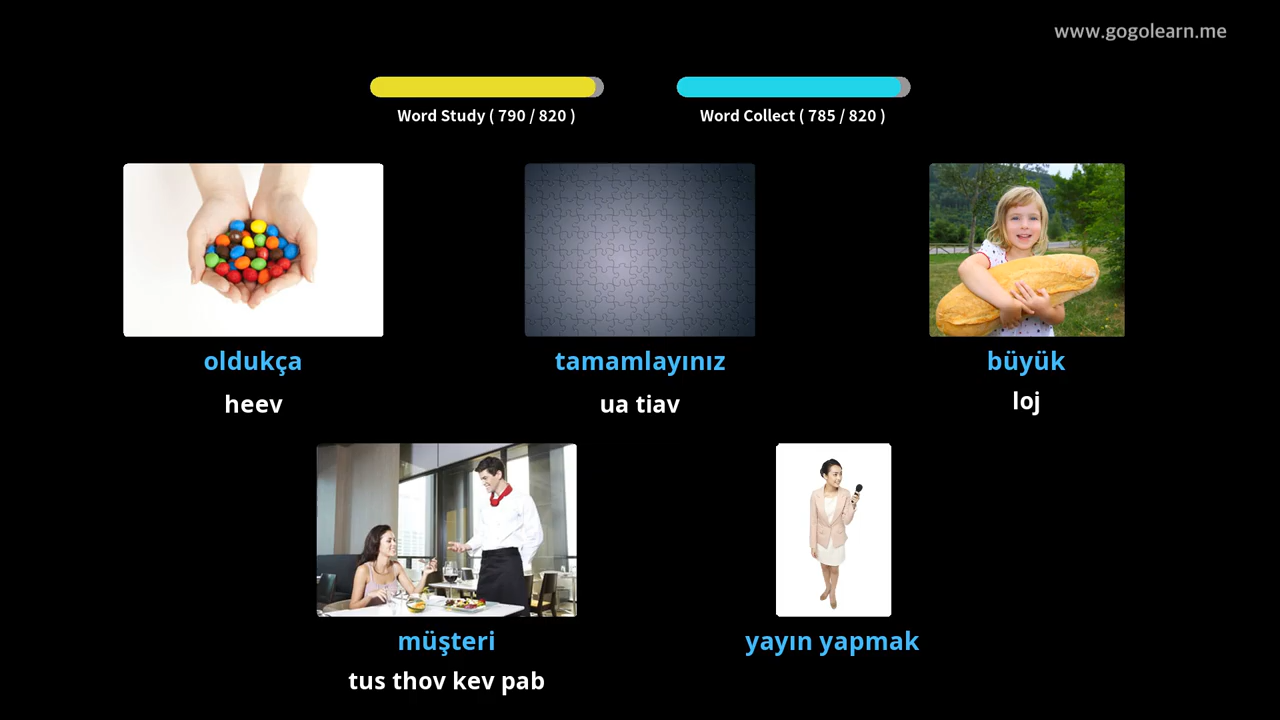 www.gogolearn.me
Word Study ( 790 / 820 )
Word Collect ( 785 / 820 )
oldukça
tamamlayınız
büyük
heev
ua tiav
loj
müşteri
yayın yapmak
tus thov kev pab